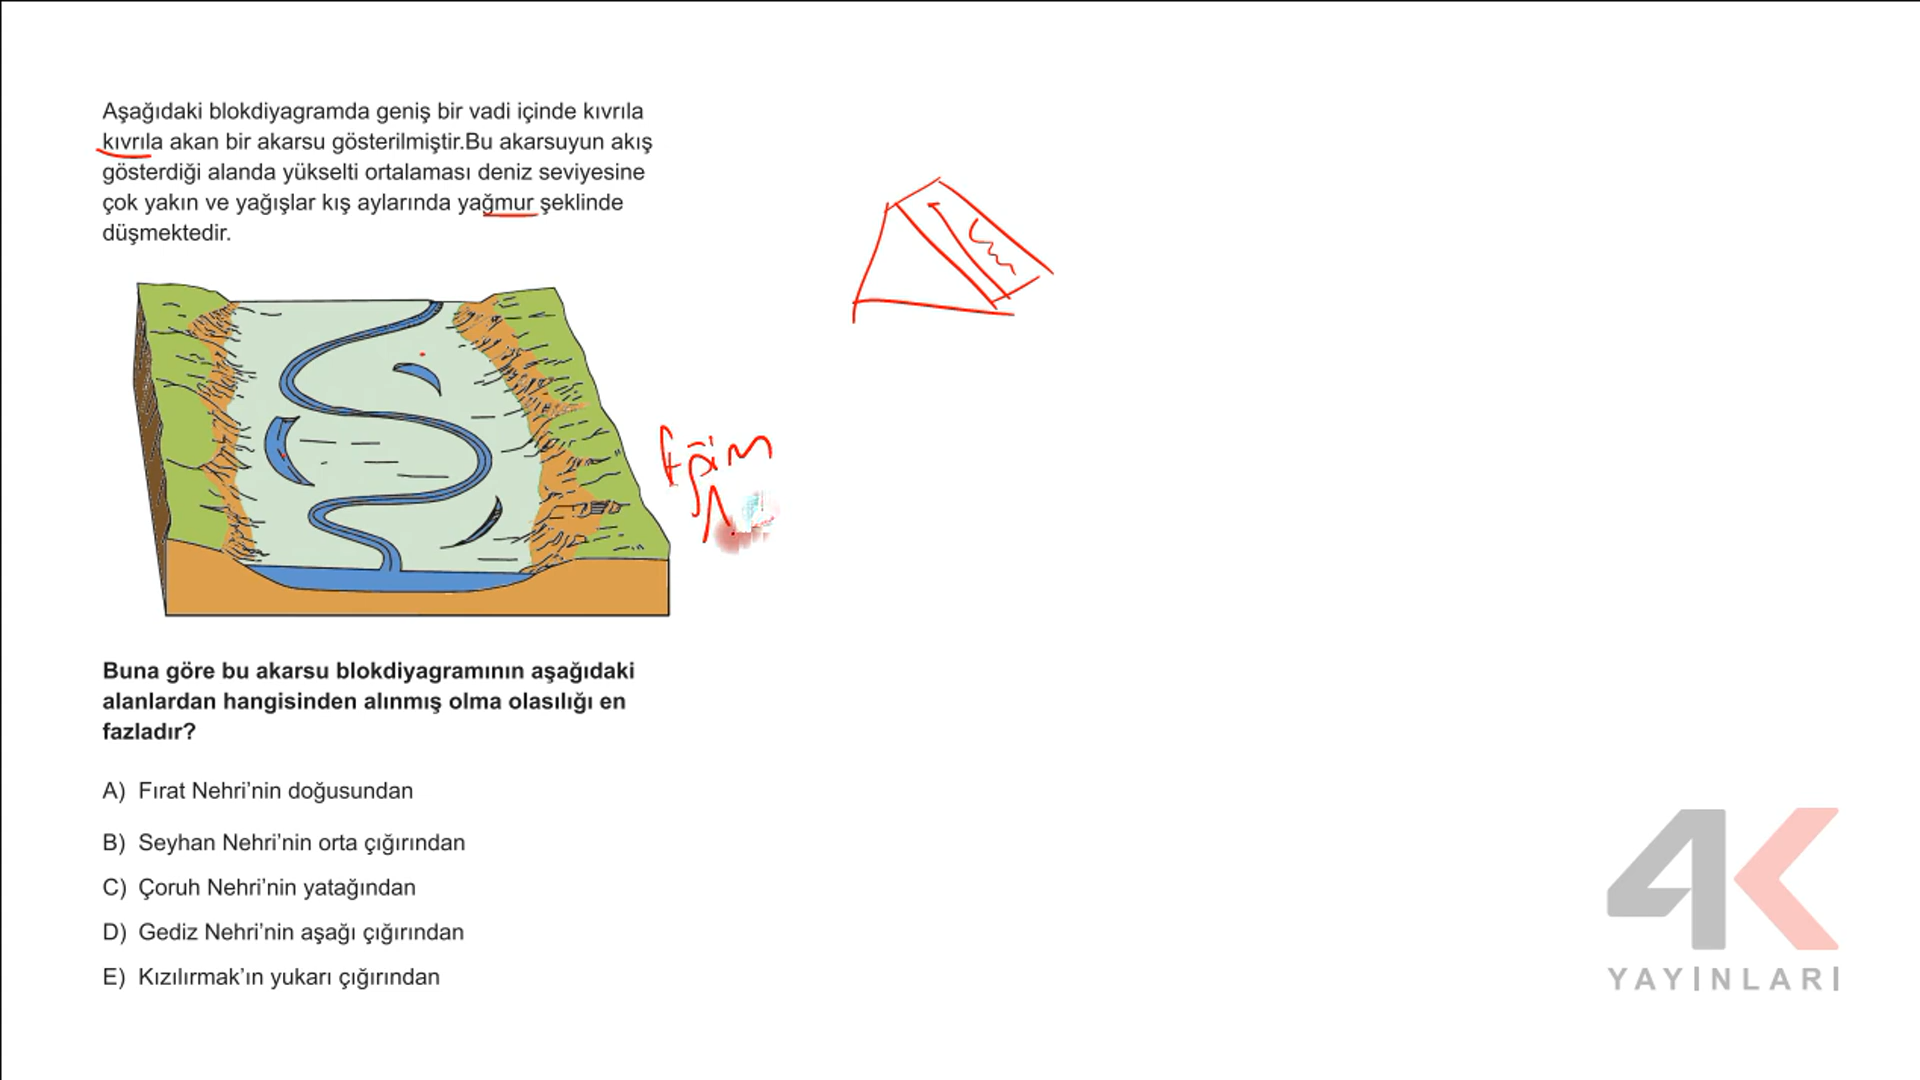 Aşağıdaki blokdiyagramda geniş bir vadi içinde kıvrıla
kıvrıla akan bir akarsu gösterilmiştir.Bu akarsuyun akış
gösterdiği alanda yükselti ortalaması deniz seviyesine
çok yakın ve yağışlar kış aylarında yağmur şeklinde
düşmektedir.
Eğim
Buna göre bu akarsu blokdiyagramının aşağıdaki
alanlardan hangisinden alınmış olma olasılığı en
fazladır?
A) Fırat Nehri’nin doğusundan
B) Seyhan Nehri’nin orta çığırından
C) Çoruh Nehri’nin yatağından
D) Gediz Nehri’nin aşağı çığırından
E) Kızılırmak’ın yukarı çığırından
4K
YAYINLARI